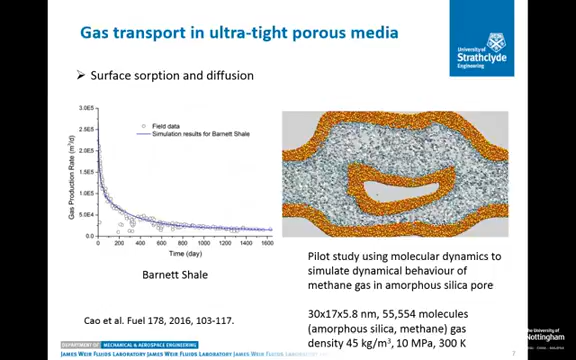 Gas transport in ultra-tight porous media
University of
Strathclyde
Engineering
➢ Surface sorption and diffusion
Gas Production Rate (m³/d)
3.0E5
2.5E5
2.0E5
1.5E5
1.0E5
5.0E4
0.0
Field data
Simulation results for Barnett Shale
0 200 400 600 800 1000 1200 1400 1600
Time (day)
Barnett Shale
Pilot study using molecular dynamics to
simulate dynamical behaviour of
methane gas in amorphous silica pore
30x17x5.8 nm, 55,554 molecules
(amorphous silica, methane) gas
density 45 kg/m³, 10 MPa, 300 K
Cao et al. Fuel 178, 2016, 103-117.
DEPARTMENT OF MECHANICAL & AEROSPACE ENGINEERING
JAMES WEIR FLUIDS LABORATORY JAMES WEIR FLUIDS LABORATORY JAMES WEIR FLUIDS LABORATORY
7
The University of
Nottingham